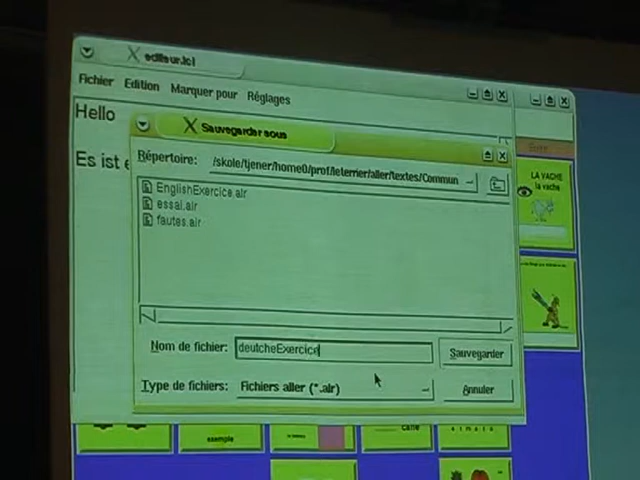 editeur.tcl
Fichier Edition Marquer pour Réglages
Hello
Es ist
Sauvegarder sous
Répertoire: /skole/tjener/home0/prof/leterrier/aller/textes/Commun
EnglishExercice.alr
essai.alr
fautes.alr
Nom de fichier: deutcheExercice Sauvegarder
Type de fichiers: Fichiers aller (*.alr) Annuler
LA VACHE
la vache
exemple